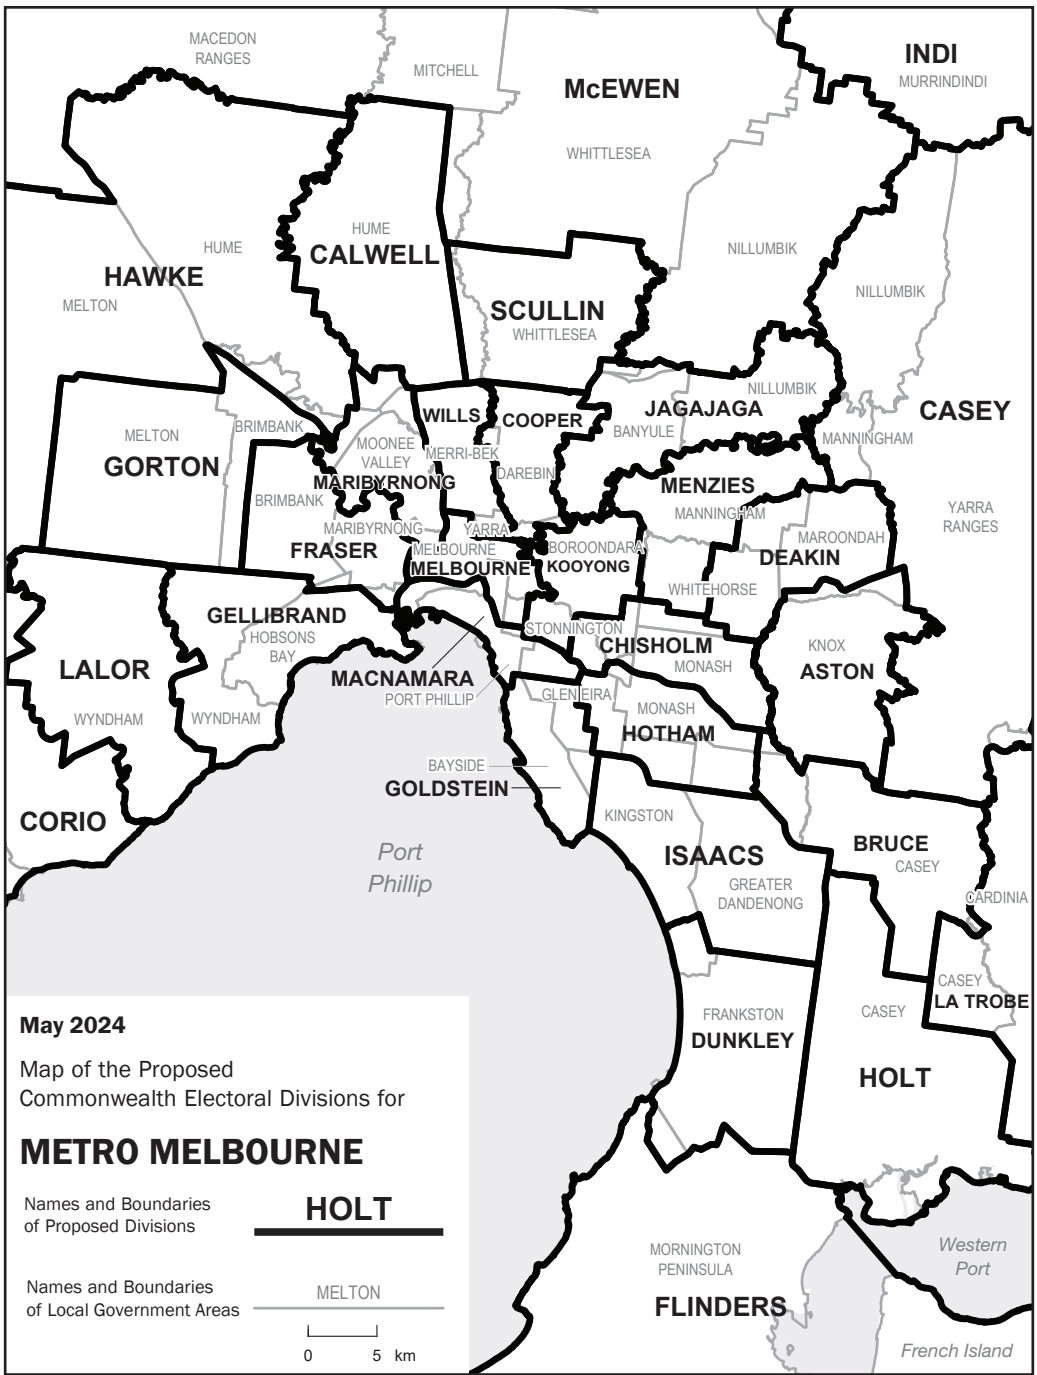 MACEDON
RANGES
MITCHELL
McEWEN
INDI
MURRINDINDI
WHITTLESEA
HUME
HUME
CALWELL
NILLUMBIK
HAWKE
MELTON
NILLUMBIK
SCULLIN
WHITTLESEA
NILLUMBIK
WILLS
COOPER
JAGAJAGA
CASEY
BRIMBANK
MELTON
GORTON
MOONEE
VALLEY
MERRI-BEK
BANYULE
MANNINGHAM
DAREBIN
MARIBYRNONG
MENZIES
BRIMBANK
MANNINGHAM
YARRA
RANGES
MARIBYRNONG
YARRA
MAROONDAH
FRASER
MELBOURNE
MELBOURNE
BOROONDARA
KOOYONG
DEAKIN
WHITEHORSE
GELLIBRAND
HOBSONS
BAY
STONNINGTON
CHISHOLM
MONASH
KNOX
ASTON
LALOR
MACNAMARA
PORT PHILLIP
GLEN EIRA
WYNDHAM
WYNDHAM
MONASH
HOTHAM
BAYSIDE
GOLDSTEIN
CORIO
KINGSTON
BRUCE
CASEY
Port
Phillip
ISAACS
GREATER
DANDENONG
CARDINIA
CASEY
LA TROBE
FRANKSTON
DUNKLEY
CASEY
HOLT
May 2024
Map of the Proposed
Commonwealth Electoral Divisions for
METRO MELBOURNE
Names and Boundaries
of Proposed Divisions
HOLT
Names and Boundaries
of Local Government Areas
MELTON
0 5 km
MORNINGTON
PENINSULA
FLINDERS
Western
Port
French Island